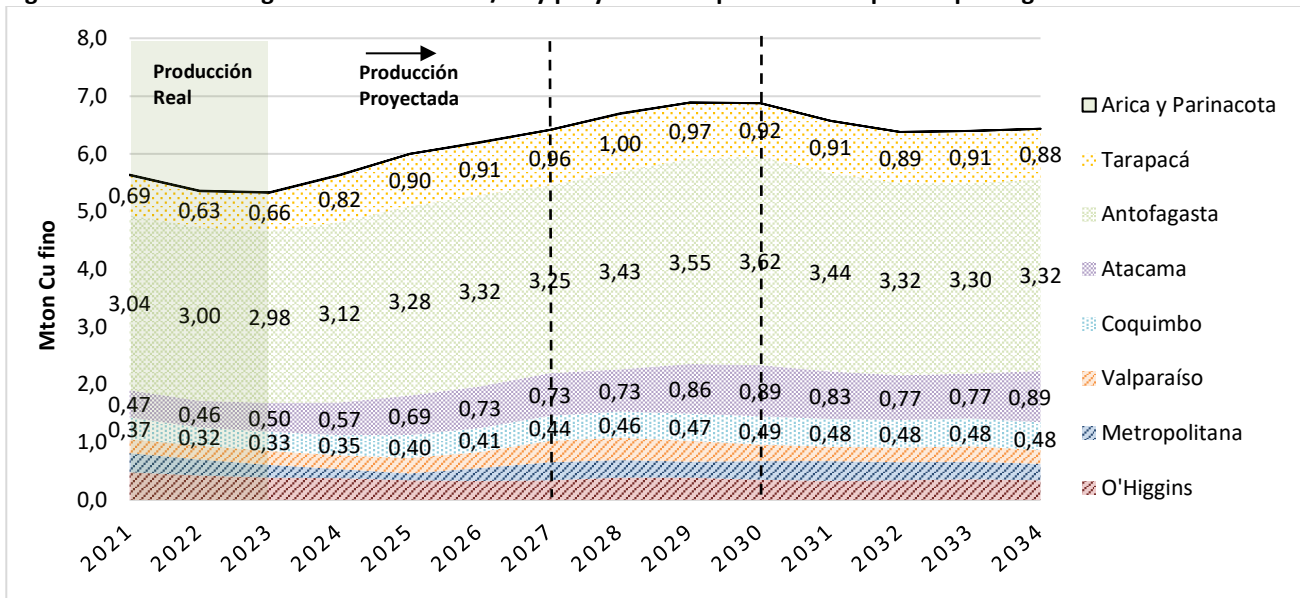 8,0
7,0
6,0
5,0
4,0
3,0
2,0
1,0
0,0
Mton Cu fino
Producción
Real
Producción
Proyectada
0,69 0,63 0,66 0,82 0,90 0,91 0,96 1,00 0,97 0,92 0,91 0,89 0,91 0,88
3,04 3,00 2,98 3,12 3,28 3,32 3,25 3,43 3,55 3,62 3,44 3,32 3,30 3,32
0,47 0,46 0,50 0,57 0,69 0,73 0,73 0,73 0,86 0,89 0,83 0,77 0,77 0,89
0,37 0,32 0,33 0,35 0,40 0,41 0,44 0,46 0,47 0,49 0,48 0,48 0,48 0,48
2021 2022 2023 2024 2025 2026 2027 2028 2029 2030 2031 2032 2033 2034
Arica y Parinacota
Tarapacá
Antofagasta
Atacama
Coquimbo
Valparaíso
Metropolitana
O'Higgins